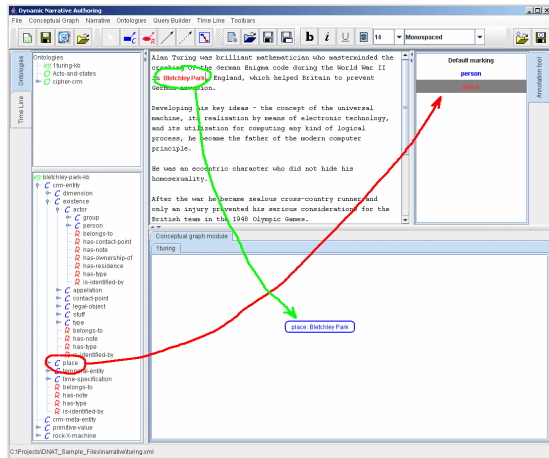 Dynamic Narrative Authoring
File Conceptual Graph Narrative Ontologies Query Builder Time Line Toolbars
b i U 14 Monospaced
Ontologies
Time Line
Ontologies
1turing-kb
Acts-and-states
cipher-crm
bletchley-park-kb
crm-entity
dimension
existence
actor
group
person
belongs-to
has-contact-point
has-note
has-ownership-of
has-residence
has-type
is-identified-by
appelation
contact-point
legal-object
stuff
type
belongs-to
has-note
has-type
is-identified-by
place
temporal-entity
time-specification
belongs-to
has-note
has-type
is-identified-by
crm-meta-entity
primitive-value
rock-X-machine
Alan Turing was brilliant mathematician who masterminded the
cracking of the German Enigma code during the World War II
in Bletchley Park, England, which helped Britain to prevent
German invasion.
Developing his key ideas - the concept of the universal
machine, its realization by means of electronic technology,
and its utilization for computing any kind of logical
process, he became the father of the modern computer
principle.
He was an eccentric character who did not hide his
homosexuality.
After the war he became zealous cross-country runner and
only an injury prevented his serious considerations for the
British team in the 1948 Olympic Games.
Default marking
person
place
Annotation tool
Conceptual graph module
1turing
place: Bletchley Park
C:\Projects\DNAT_Sample_Files\narrative\turing.xml